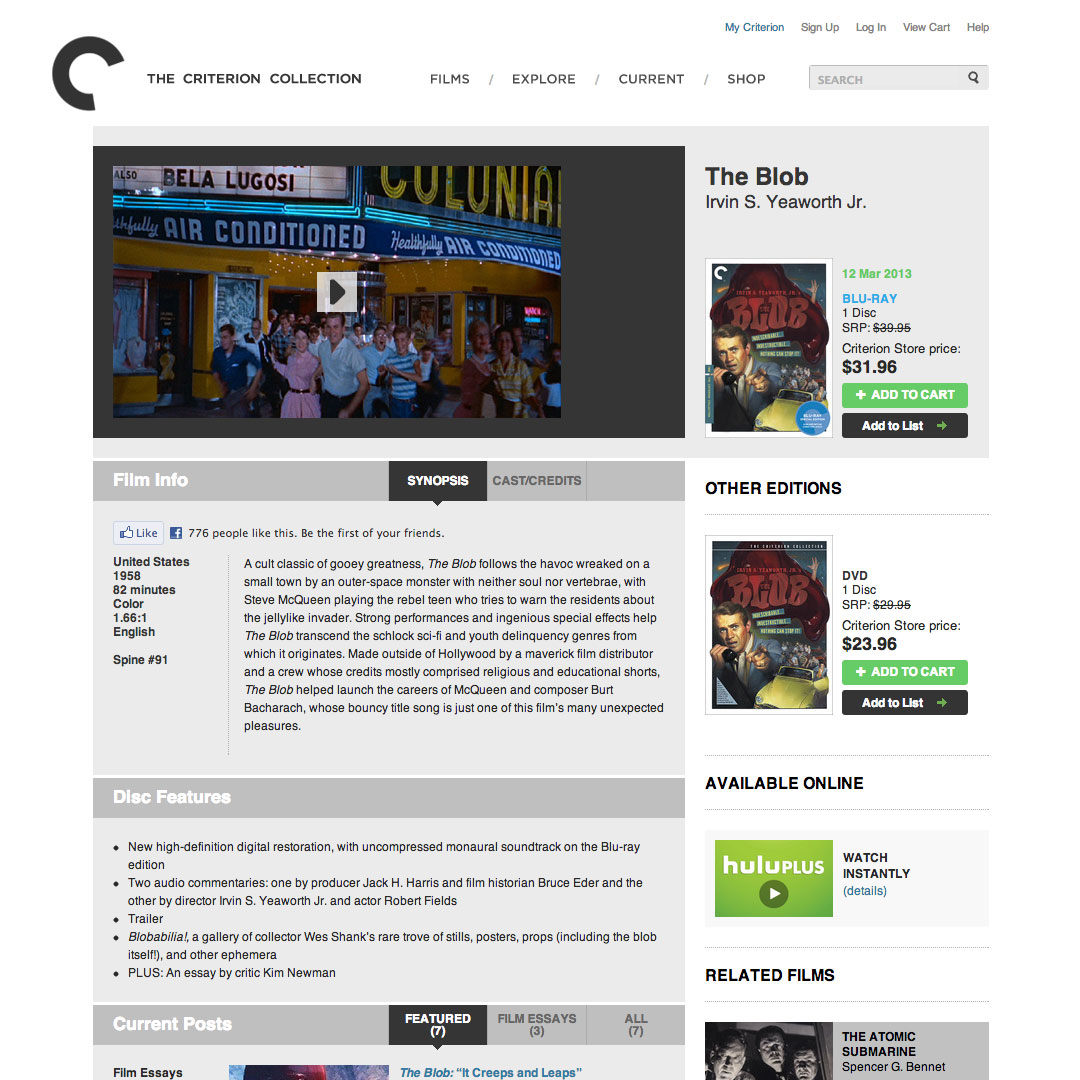 My Criterion Sign Up Log In View Cart Help
THE CRITERION COLLECTION
FILMS / EXPLORE / CURRENT / SHOP
SEARCH
ALSO
BELA LUGOSI
COLONIAL
Healthfully AIR CONDITIONED
Healthfully AIR CONDITIONED
The Blob
Irvin S. Yeaworth Jr.
IRVIN S. YEAWORTH, JR.'S
THE BLOB
INDESCRIBABLE...
INDESTRUCTIBLE...
NOTHING CAN STOP IT!
BLU-RAY
12 Mar 2013
BLU-RAY
1 Disc
SRP: $39.95
Criterion Store price:
$31.96
+ ADD TO CART
Add to List
Film Info
SYNOPSIS
CAST/CREDITS
Like
776 people like this. Be the first of your friends.
United States
1958
82 minutes
Color
1.66:1
English
Spine #91
A cult classic of gooey greatness, The Blob follows the havoc wreaked on a
small town by an outer-space monster with neither soul nor vertebrae, with
Steve McQueen playing the rebel teen who tries to warn the residents about
the jellylike invader. Strong performances and ingenious special effects help
The Blob transcend the schlock sci-fi and youth delinquency genres from
which it originates. Made outside of Hollywood by a maverick film distributor
and a crew whose credits mostly comprised religious and educational shorts,
The Blob helped launch the careers of McQueen and composer Burt
Bacharach, whose bouncy title song is just one of this film's many unexpected
pleasures.
Disc Features
New high-definition digital restoration, with uncompressed monaural soundtrack on the Blu-ray
edition
Two audio commentaries: one by producer Jack H. Harris and film historian Bruce Eder and the
other by director Irvin S. Yeaworth Jr. and actor Robert Fields
Trailer
Blobabilia!, a gallery of collector Wes Shank's rare trove of stills, posters, props (including the blob
itself!), and other ephemera
PLUS: An essay by critic Kim Newman
Current Posts
FEATURED
(7)
FILM ESSAYS
(3)
ALL
(7)
Film Essays
The Blob: “It Creeps and Leaps”
OTHER EDITIONS
THE CRITERION COLLECTION
IRVIN S. YEAWORTH, JR.'S
THE BLOB
INDESCRIBABLE...
INDESTRUCTIBLE...
NOTHING CAN STOP IT!
DVD
1 Disc
SRP: $29.95
Criterion Store price:
$23.96
+ ADD TO CART
Add to List
AVAILABLE ONLINE
huluPLUS
WATCH
INSTANTLY
(details)
RELATED FILMS
THE ATOMIC
SUBMARINE
Spencer G. Bennet